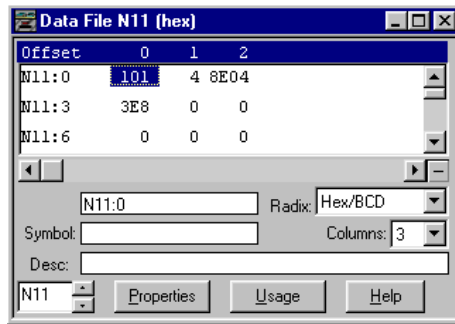 Data File N11 (hex)
Offset 0 1 2
N11:0 101 4 8E04
N11:3 3E8 0 0
N11:6 0 0 0
N11:0 Radix: Hex/BCD
Symbol: Columns: 3
Desc:
N11 Properties Usage Help